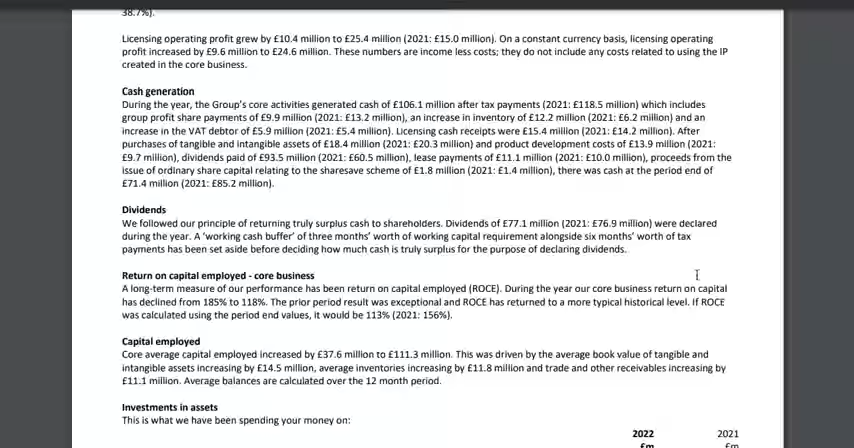 38.7%).
Licensing operating profit grew by £10.4 million to £25.4 million (2021: £15.0 million). On a constant currency basis, licensing operating
profit increased by £9.6 million to £24.6 million. These numbers are income less costs; they do not include any costs related to using the IP
created in the core business.
Cash generation
During the year, the Group's core activities generated cash of £106.1 million after tax payments (2021: £118.5 million) which includes
group profit share payments of £9.9 million (2021: £13.2 million), an increase in inventory of £12.2 million (2021: £6.2 million) and an
increase in the VAT debtor of £5.9 million (2021: £5.4 million). Licensing cash receipts were £15.4 million (2021: £14.2 million). After
purchases of tangible and intangible assets of £18.4 million (2021: £20.3 million) and product development costs of £13.9 million (2021:
£9.7 million), dividends paid of £93.5 million (2021: £60.5 million), lease payments of £11.1 million (2021: £10.0 million), proceeds from the
issue of ordinary share capital relating to the sharesave scheme of £1.8 million (2021: £1.4 million), there was cash at the period end of
£71.4 million (2021: £85.2 million).
Dividends
We followed our principle of returning truly surplus cash to shareholders. Dividends of £77.1 million (2021: £76.9 million) were declared
during the year. A 'working cash buffer' of three months' worth of working capital requirement alongside six months' worth of tax
payments has been set aside before deciding how much cash is truly surplus for the purpose of declaring dividends.
Return on capital employed - core business
A long-term measure of our performance has been return on capital employed (ROCE). During the year our core business return on capital
has declined from 185% to 118%. The prior period result was exceptional and ROCE has returned to a more typical historical level. If ROCE
was calculated using the period end values, it would be 113% (2021: 156%).
Capital employed
Core average capital employed increased by £37.6 million to £111.3 million. This was driven by the average book value of tangible and
intangible assets increasing by £14.5 million, average inventories increasing by £11.8 million and trade and other receivables increasing by
£11.1 million. Average balances are calculated over the 12 month period.
Investments in assets
This is what we have been spending your money on:
2022 2021
£m £m